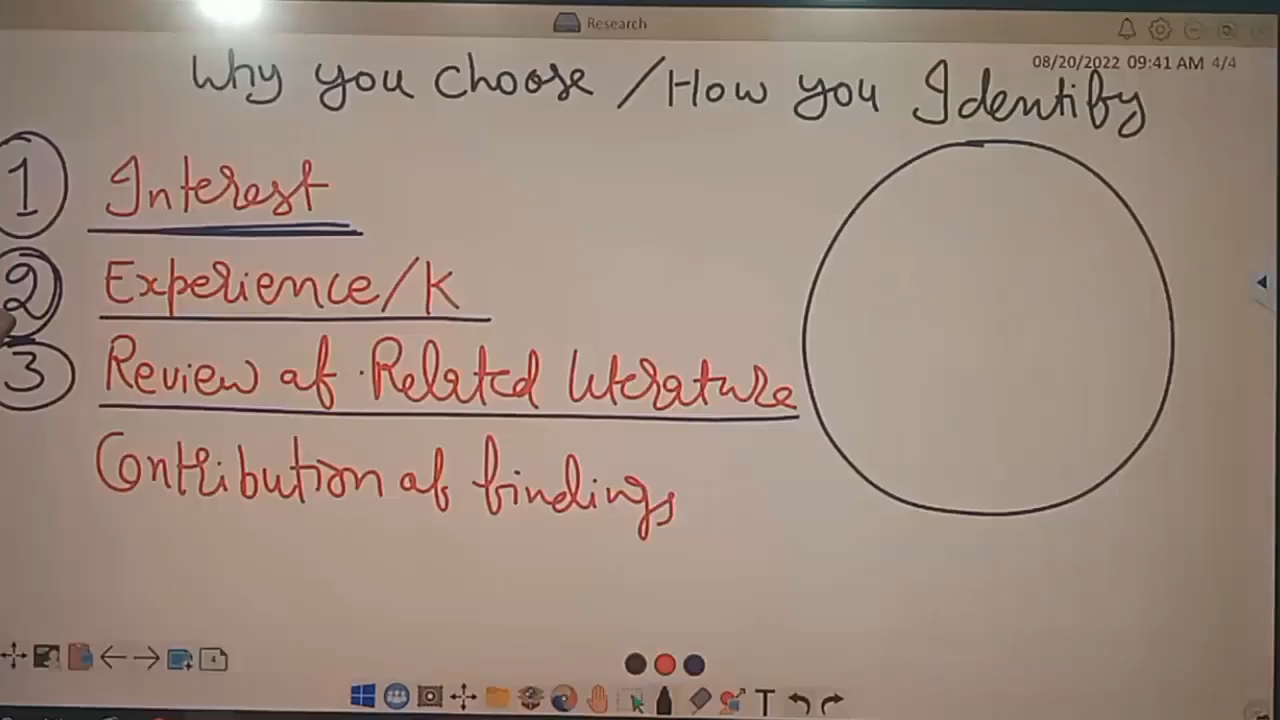 Research
08/20/2022 09:41 AM 4/4
Why you choose / How you Identify
1 Interest
2 Experience/K
3 Review of Related literature
Contribution of findings
T